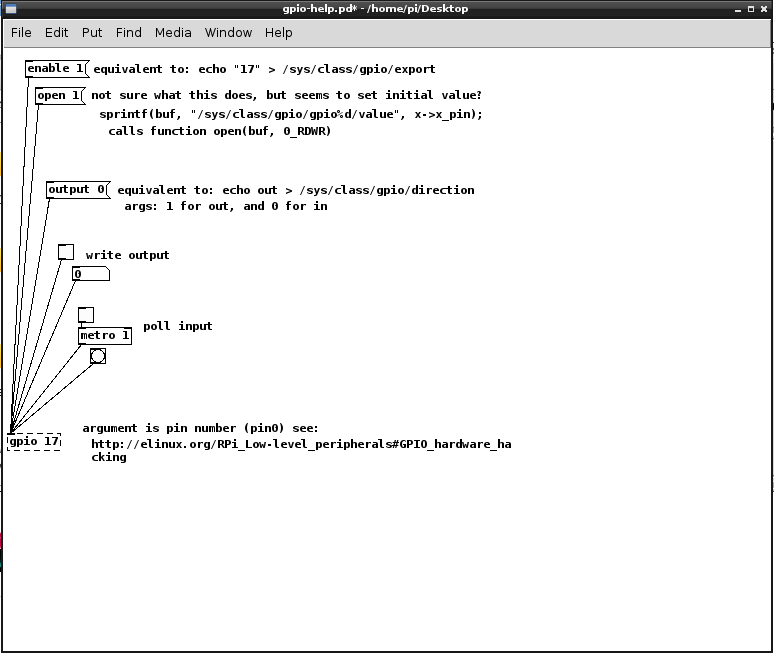 gpio-help.pd* - /home/pi/Desktop
File Edit Put Find Media Window Help
enable 1 equivalent to: echo "17" > /sys/class/gpio/export
open 1 not sure what this does, but seems to set initial value?
sprintf(buf, "/sys/class/gpio/gpio%d/value", x->x_pin);
calls function open(buf, O_RDWR)
output 0 equivalent to: echo out > /sys/class/gpio/direction
args: 1 for out, and 0 for in
write output
0
poll input
metro 1
argument is pin number (pin0) see:
gpio 17 http://elinux.org/RPi_Low-level_peripherals#GPIO_hardware_ha
cking